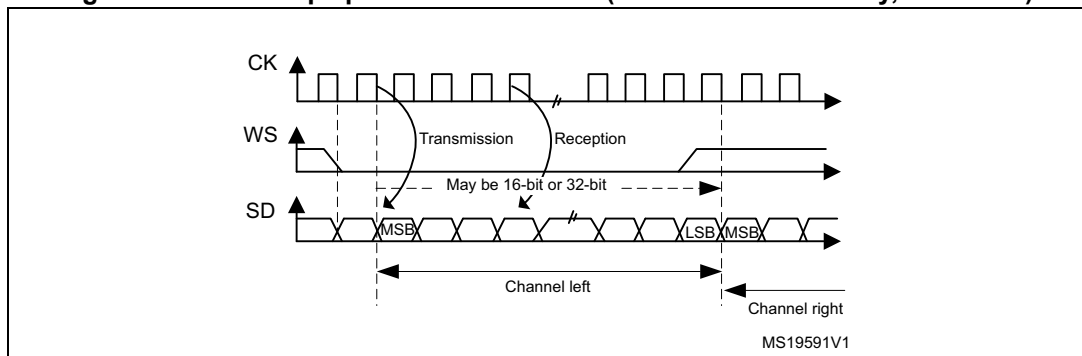 CK
Transmission
Reception
WS
May be 16-bit or 32-bit
SD
MSB
LSB
MSB
Channel left
Channel right
MS19591V1